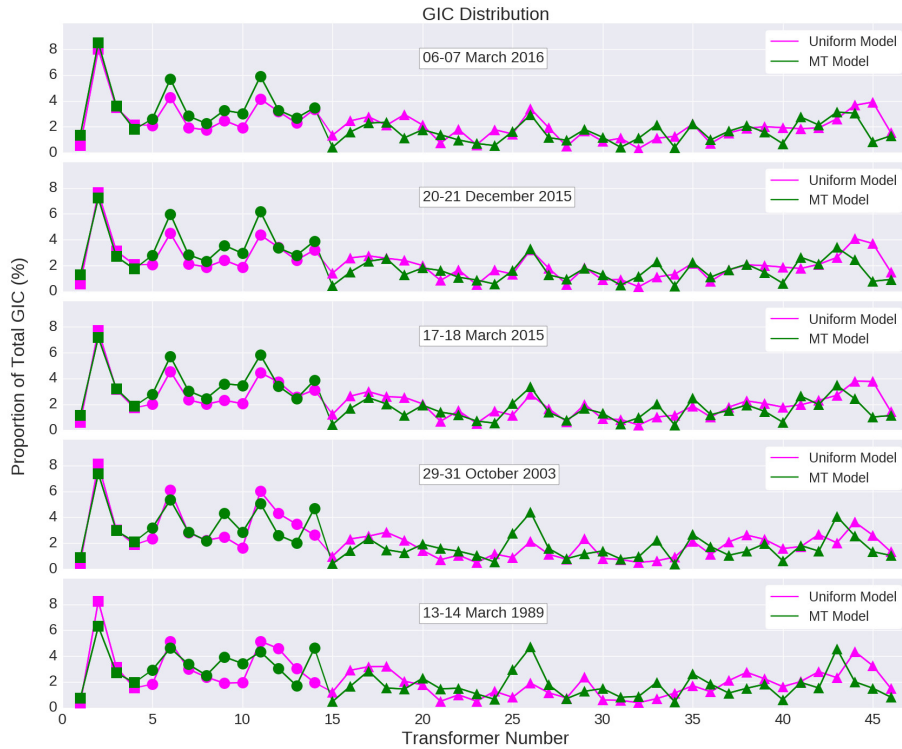 GIC Distribution
8
6
4
2
0
06-07 March 2016
Uniform Model
MT Model
8
6
4
2
0
20-21 December 2015
Uniform Model
MT Model
8
6
4
2
0
17-18 March 2015
Uniform Model
MT Model
8
6
4
2
0
29-31 October 2003
Uniform Model
MT Model
8
6
4
2
0
13-14 March 1989
Uniform Model
MT Model
0 5 10 15 20 25 30 35 40 45
Transformer Number
Proportion of Total GIC (%)